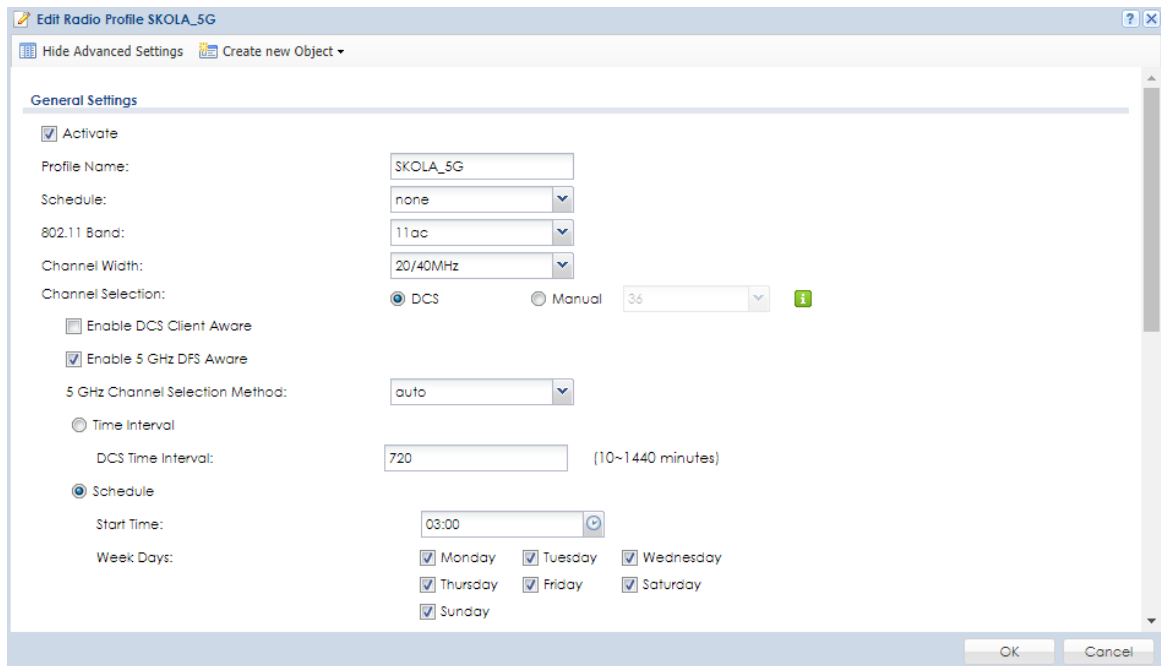 Edit Radio Profile SKOLA_5G
Hide Advanced Settings Create new Object
General Settings
Activate
Profile Name: SKOLA_5G
Schedule: none
802.11 Band: 11ac
Channel Width: 20/40MHz
Channel Selection: DCS Manual 36
Enable DCS Client Aware
Enable 5 GHz DFS Aware
5 GHz Channel Selection Method: auto
Time Interval
DCS Time Interval: 720 (10~1440 minutes)
Schedule
Start Time: 03:00
Week Days: Monday Tuesday Wednesday
Thursday Friday Saturday
Sunday
OK Cancel